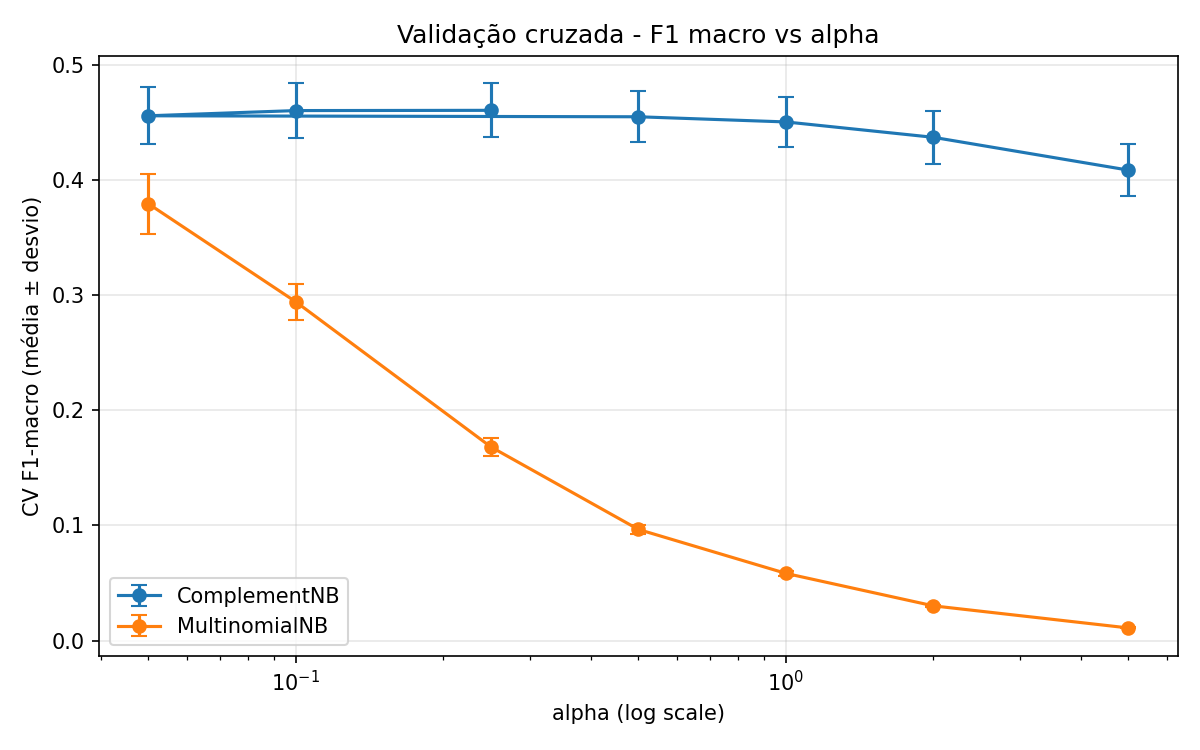 Validação cruzada - F1 macro vs alpha
CV F1-macro (média ± desvio)
0.5
0.4
0.3
0.2
0.1
0.0
ComplementNB
MultinomialNB
10⁻¹
10⁰
alpha (log scale)